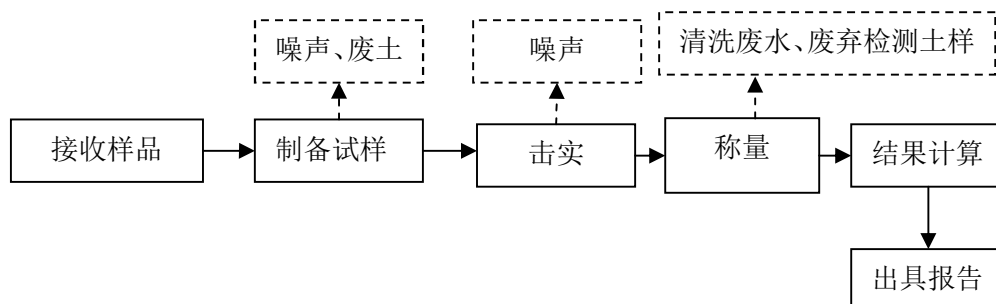 噪声、废土
噪声
清洗废水、废弃检测土样
接收样品
制备试样
击实
称量
结果计算
出具报告